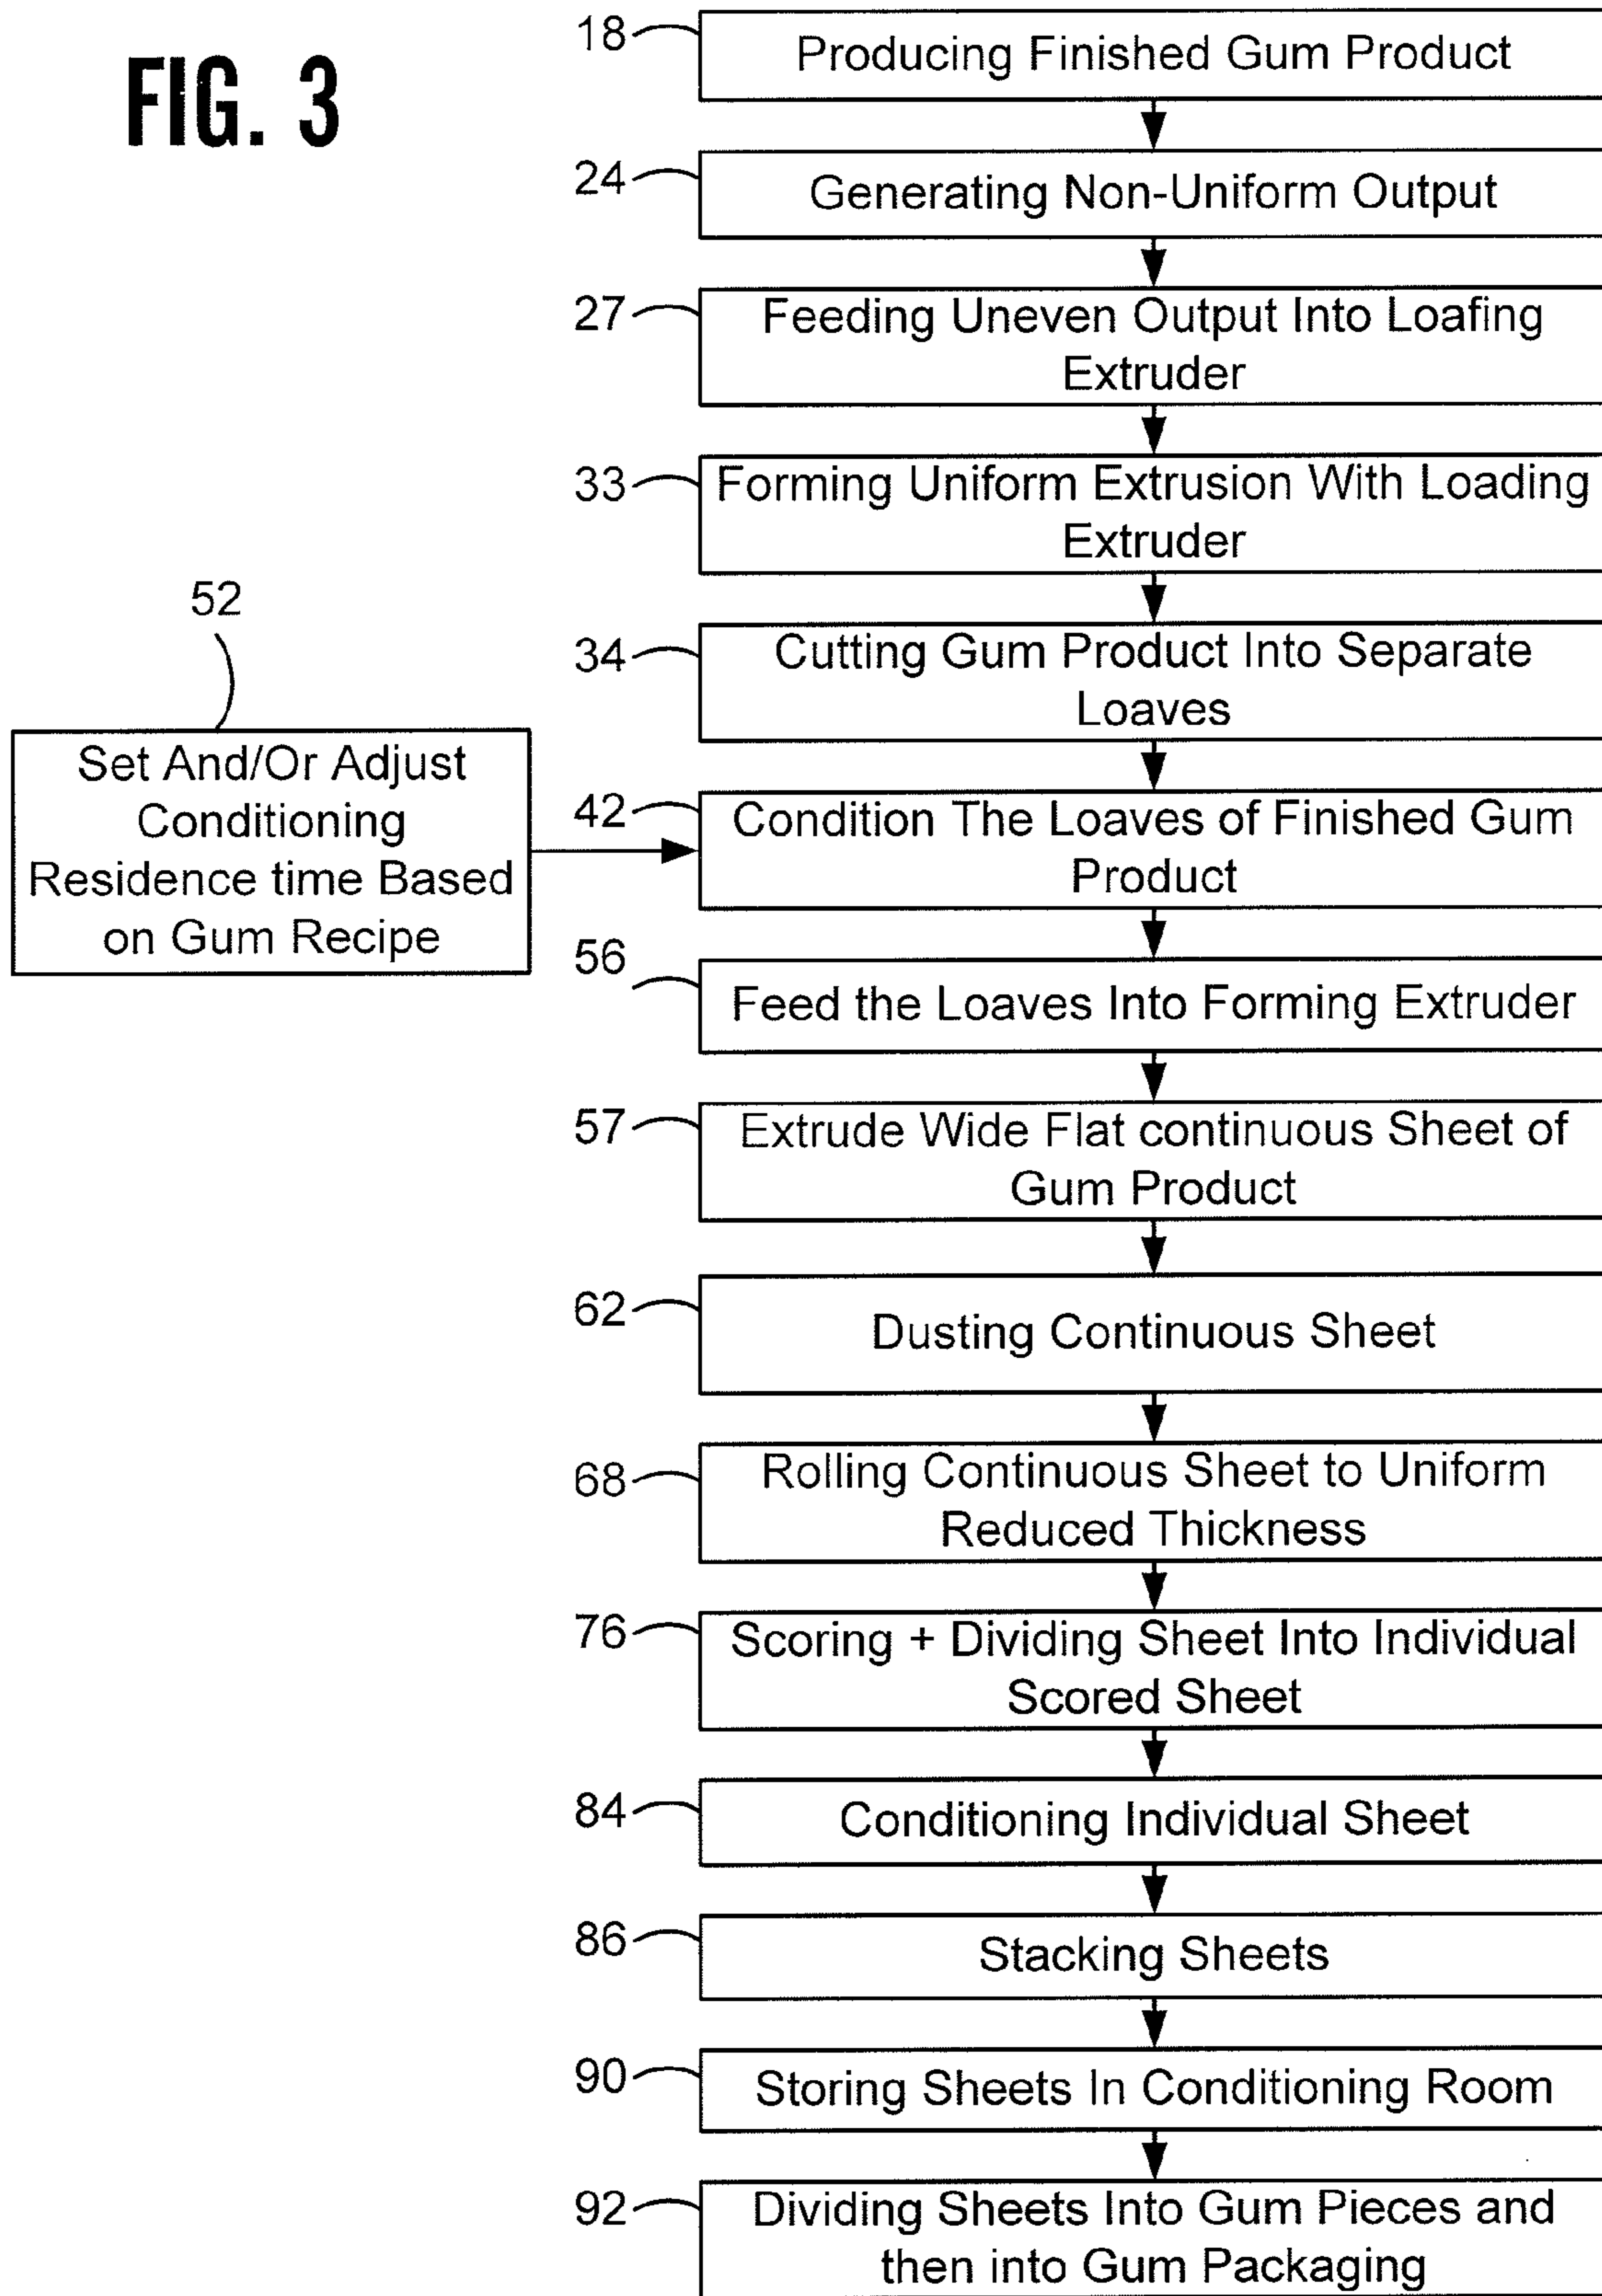 FIG. 3
18
Producing Finished Gum Product
24
Generating Non-Uniform Output
27
Feeding Uneven Output Into Loafing
Extruder
33
Forming Uniform Extrusion With Loading
Extruder
34
Cutting Gum Product Into Separate
Loaves
52
Set And/Or Adjust
Conditioning
Residence time Based
on Gum Recipe
42
Condition The Loaves of Finished Gum
Product
56
Feed the Loaves Into Forming Extruder
57
Extrude Wide Flat continuous Sheet of
Gum Product
62
Dusting Continuous Sheet
68
Rolling Continuous Sheet to Uniform
Reduced Thickness
76
Scoring + Dividing Sheet Into Individual
Scored Sheet
84
Conditioning Individual Sheet
86
Stacking Sheets
90
Storing Sheets In Conditioning Room
92
Dividing Sheets Into Gum Pieces and
then into Gum Packaging